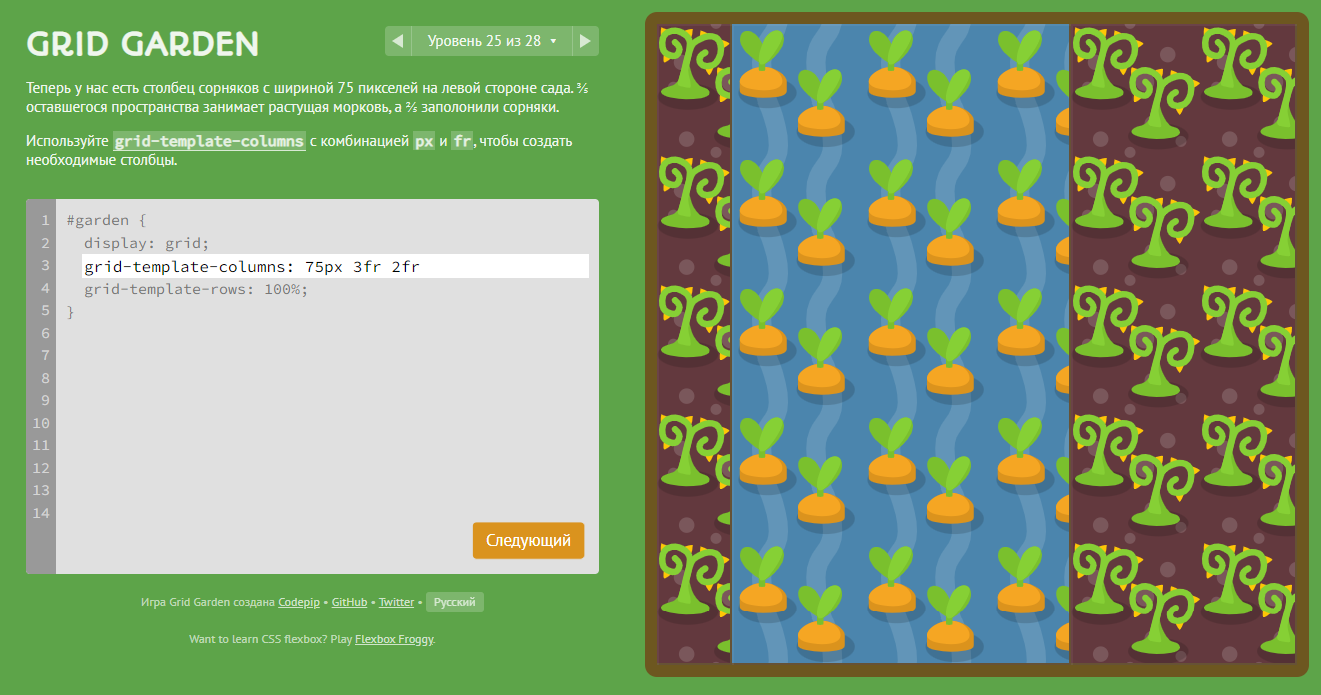 GRID GARDEN
Уровень 25 из 28
Теперь у нас есть столбец сорняков с шириной 75 пикселей на левой стороне сада. ⅗
оставшегося пространства занимает растущая морковь, а ⅖ заполонили сорняки.
Используйте grid-template-columns с комбинацией px и fr, чтобы создать
необходимые столбцы.
1 #garden {
2 display: grid;
3 grid-template-columns: 75px 3fr 2fr
4 grid-template-rows: 100%;
5 }
6
7
8
9
10
11
12
13
14
Следующий
Игра Grid Garden создана Codepip • GitHub • Twitter • Русский
Want to learn CSS flexbox? Play Flexbox Froggy.